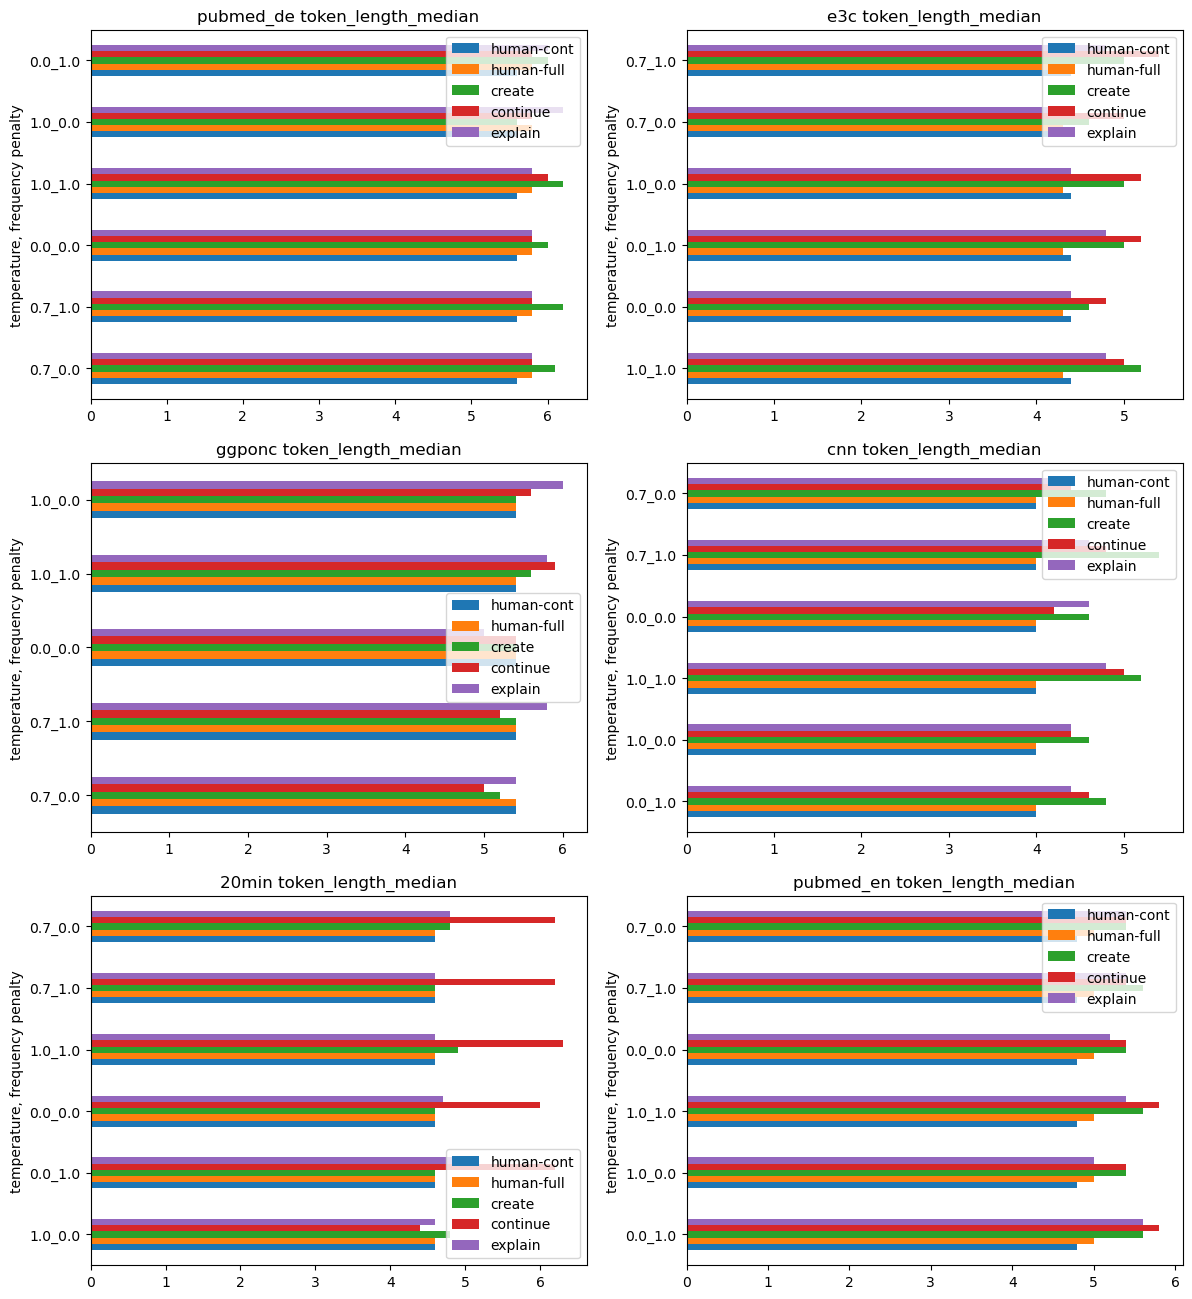 pubmed_de token_length_median
temperature, frequency penalty
0.0_1.0
1.0_0.0
1.0_1.0
0.0_0.0
0.7_1.0
0.7_0.0
0 1 2 3 4 5 6
human-cont
human-full
create
continue
explain
e3c token_length_median
temperature, frequency penalty
0.7_1.0
0.7_0.0
1.0_0.0
0.0_1.0
0.0_0.0
1.0_1.0
0 1 2 3 4 5
human-cont
human-full
create
continue
explain
ggponc token_length_median
temperature, frequency penalty
1.0_0.0
1.0_1.0
0.0_0.0
0.7_1.0
0.7_0.0
0 1 2 3 4 5 6
human-cont
human-full
create
continue
explain
cnn token_length_median
temperature, frequency penalty
0.7_0.0
0.7_1.0
0.0_0.0
1.0_1.0
1.0_0.0
0.0_1.0
0 1 2 3 4 5
human-cont
human-full
create
continue
explain
20min token_length_median
temperature, frequency penalty
0.7_0.0
0.7_1.0
1.0_1.0
0.0_0.0
0.0_1.0
1.0_0.0
0 1 2 3 4 5 6
human-cont
human-full
create
continue
explain
pubmed_en token_length_median
temperature, frequency penalty
0.7_0.0
0.7_1.0
0.0_0.0
1.0_1.0
1.0_0.0
0.0_1.0
0 1 2 3 4 5 6
human-cont
human-full
create
continue
explain